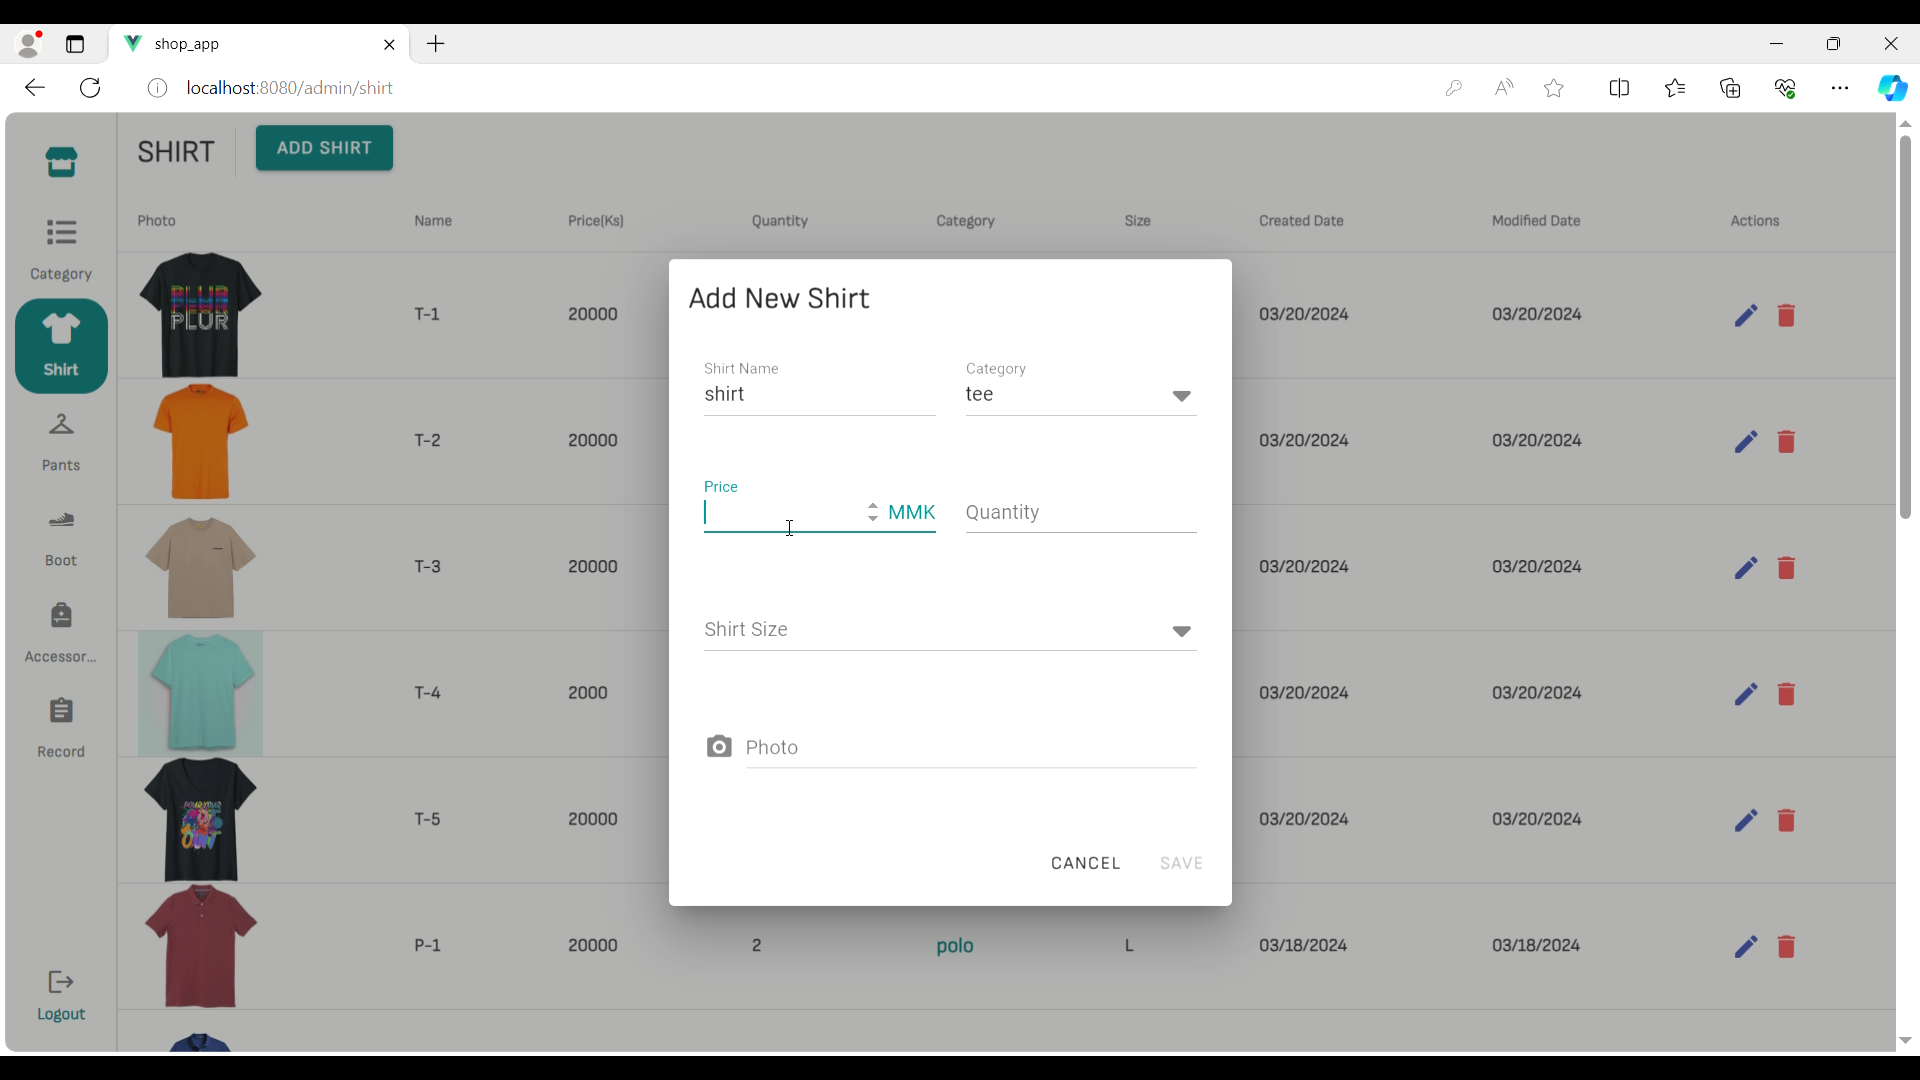 shop_app
localhost:8080/admin/shirt
SHIRT
ADD SHIRT
Photo Name Price(Ks) Quantity Category Size Created Date Modified Date Actions
Category
Shirt
Pants
Boot
Accessor...
Record
Logout
PLUR
PLUR
T-1 20000 03/20/2024 03/20/2024
T-2 20000 03/20/2024 03/20/2024
T-3 20000 03/20/2024 03/20/2024
T-4 2000 03/20/2024 03/20/2024
T-5 20000 03/20/2024 03/20/2024
P-1 20000 2 polo L 03/18/2024 03/18/2024
Add New Shirt
Shirt Name Category
shirt tee
Price
MMK Quantity
Shirt Size
Photo
CANCEL SAVE